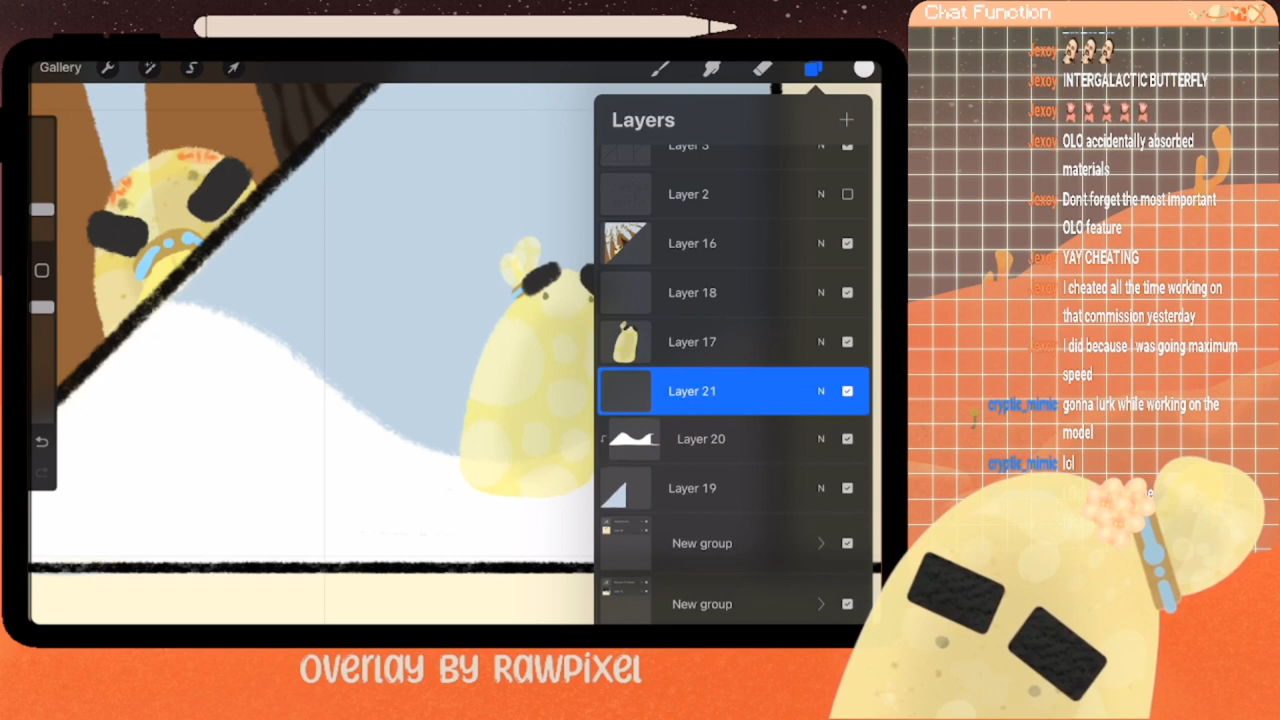 Chat Function
Gallery
Layers
Layer 3
N
Layer 2
N
Layer 16
N
Layer 18
N
Layer 17
N
Layer 21
N
Layer 20
N
Layer 19
N
New group
New group
Jexoy
Jexoy INTERGALACTIC BUTTERFLY
Jexoy
Jexoy OLO accidentally absorbed
materials
Jexoy Don't forget the most important
OLO feature
Jexoy YAY CHEATING
Jexoy I cheated all the time working on
that commission yesterday
Jexoy I did because I was going maximum
speed
cryptic_mimic gonna lurk while working on the
model
cryptic_mimic lol
OVERLAY BY RAWPIXEL